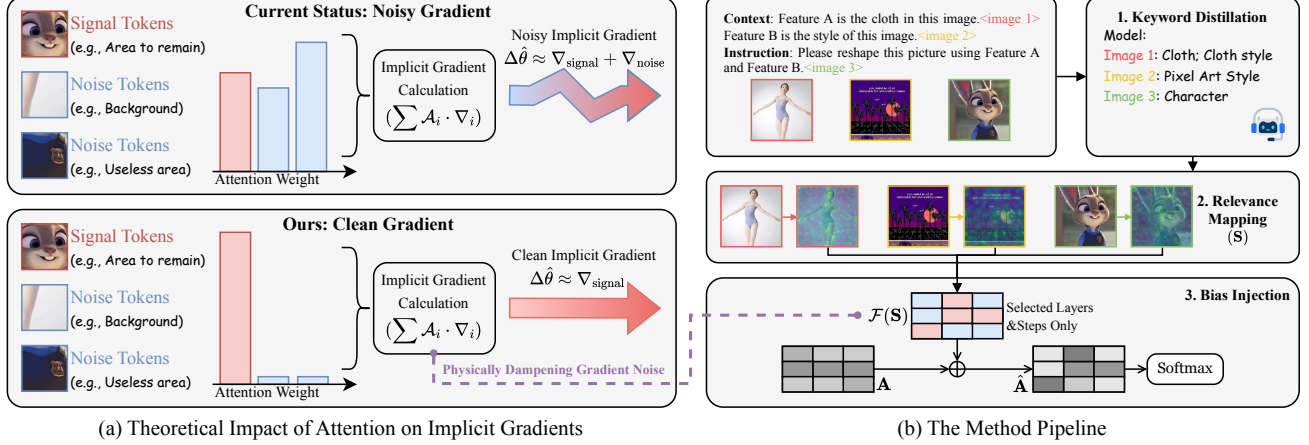 Current Status: Noisy Gradient
Signal Tokens
(e.g., Area to remain)
Noise Tokens
(e.g., Background)
Noise Tokens
(e.g., Useless area)
Attention Weight
Implicit Gradient
Calculation
(∑ 𝒜ᵢ · ∇ᵢ)
Noisy Implicit Gradient
Δθ̂ ≈ ∇signal + ∇noise
Ours: Clean Gradient
Signal Tokens
(e.g., Area to remain)
Noise Tokens
(e.g., Background)
Noise Tokens
(e.g., Useless area)
Attention Weight
Implicit Gradient
Calculation
(∑ 𝒜ᵢ · ∇ᵢ)
Clean Implicit Gradient
Δθ̂ ≈ ∇signal
Physically Dampening Gradient Noise
(a) Theoretical Impact of Attention on Implicit Gradients
Context: Feature A is the cloth in this image.<image 1>
Feature B is the style of this image.<image 2>
Instruction: Please reshape this picture using Feature A
and Feature B.<image 3>
1. Keyword Distillation
Model:
Image 1: Cloth; Cloth style
Image 2: Pixel Art Style
Image 3: Character
2. Relevance
Mapping
(S)
3. Bias Injection
ℱ(S)
Selected Layers
&Steps Only
A
Â
Softmax
(b) The Method Pipeline